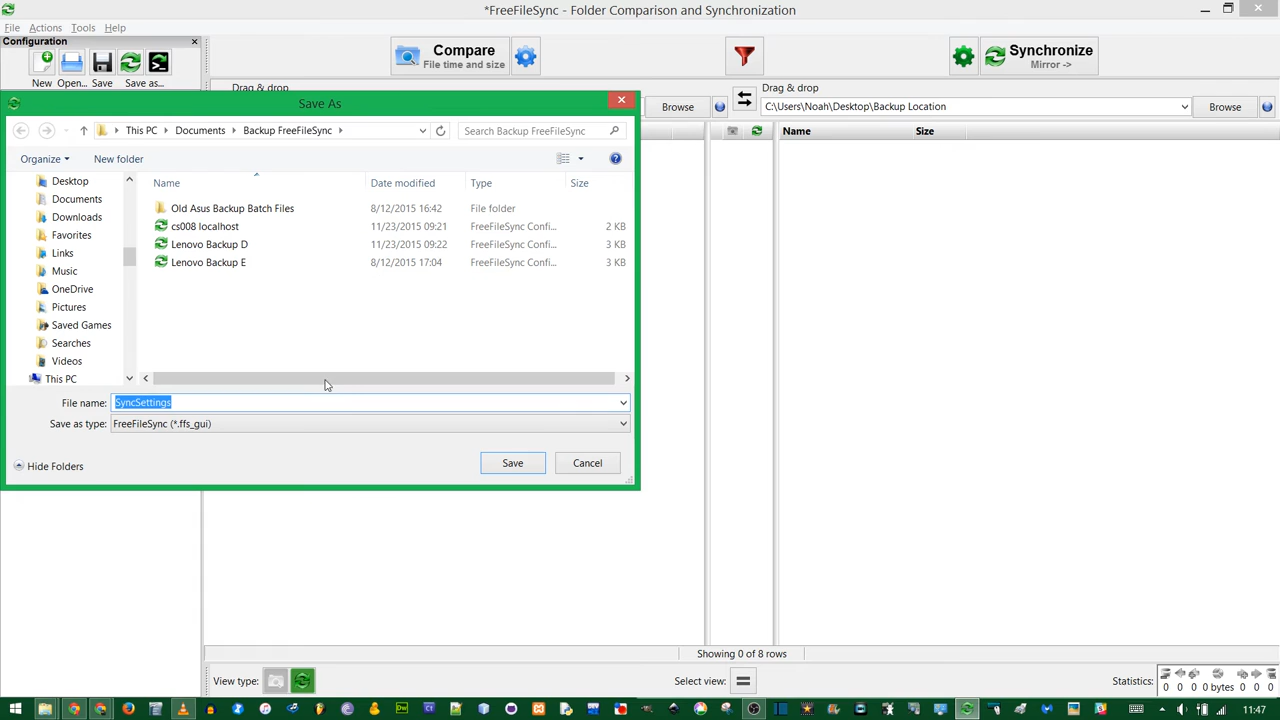 *FreeFileSync - Folder Comparison and Synchronization
File Actions Tools Help
Configuration
New Open... Save Save as...
Compare
File time and size
Synchronize
Mirror ->
Drag & drop
Browse
Drag & drop
C:\Users\Noah\Desktop\Backup Location
Browse
Name Size
Save As
This PC Documents Backup FreeFileSync
Search Backup FreeFileSync
Organize New folder
Desktop
Documents
Downloads
Favorites
Links
Music
OneDrive
Pictures
Saved Games
Searches
Videos
This PC
Name Date modified Type Size
Old Asus Backup Batch Files 8/12/2015 16:42 File folder
cs008 localhost 11/23/2015 09:21 FreeFileSync Confi... 2 KB
Lenovo Backup D 11/23/2015 09:22 FreeFileSync Confi... 3 KB
Lenovo Backup E 8/12/2015 17:04 FreeFileSync Confi... 3 KB
File name: SyncSettings
Save as type: FreeFileSync (*.ffs_gui)
Hide Folders
Save Cancel
Showing 0 of 8 rows
View type:
Select view:
Statistics:
0 0 0 0 bytes 0 0 0
11:47